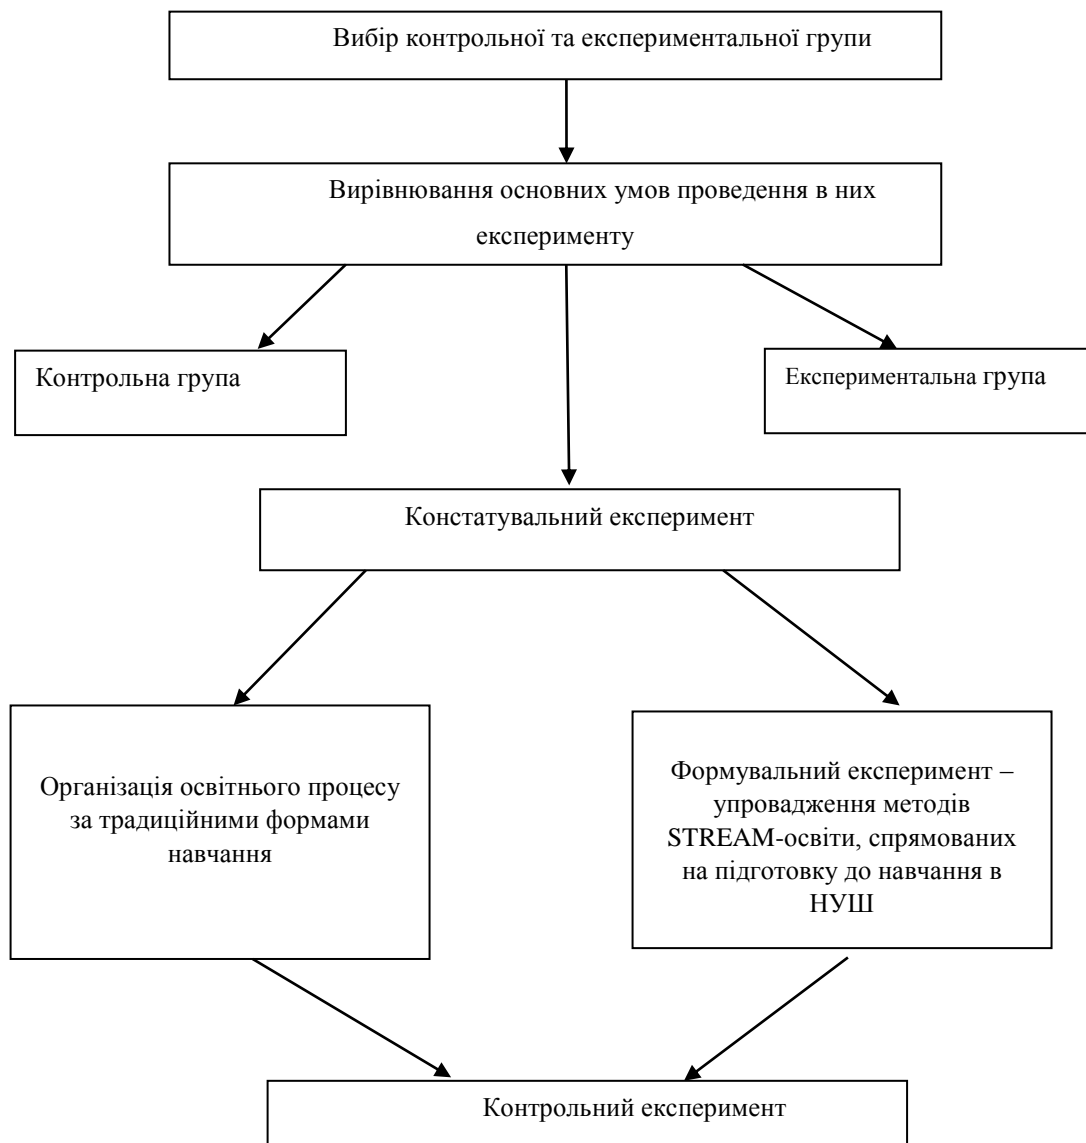 Вибір контрольної та експериментальної групи
Вирівнювання основних умов проведення в них
експерименту
Контрольна група
Експериментальна група
Констатувальний експеримент
Організація освітнього процесу
за традиційними формами
навчання
Формувальний експеримент –
упровадження методів
STREAM-освіти, спрямованих
на підготовку до навчання в
НУШ
Контрольний експеримент